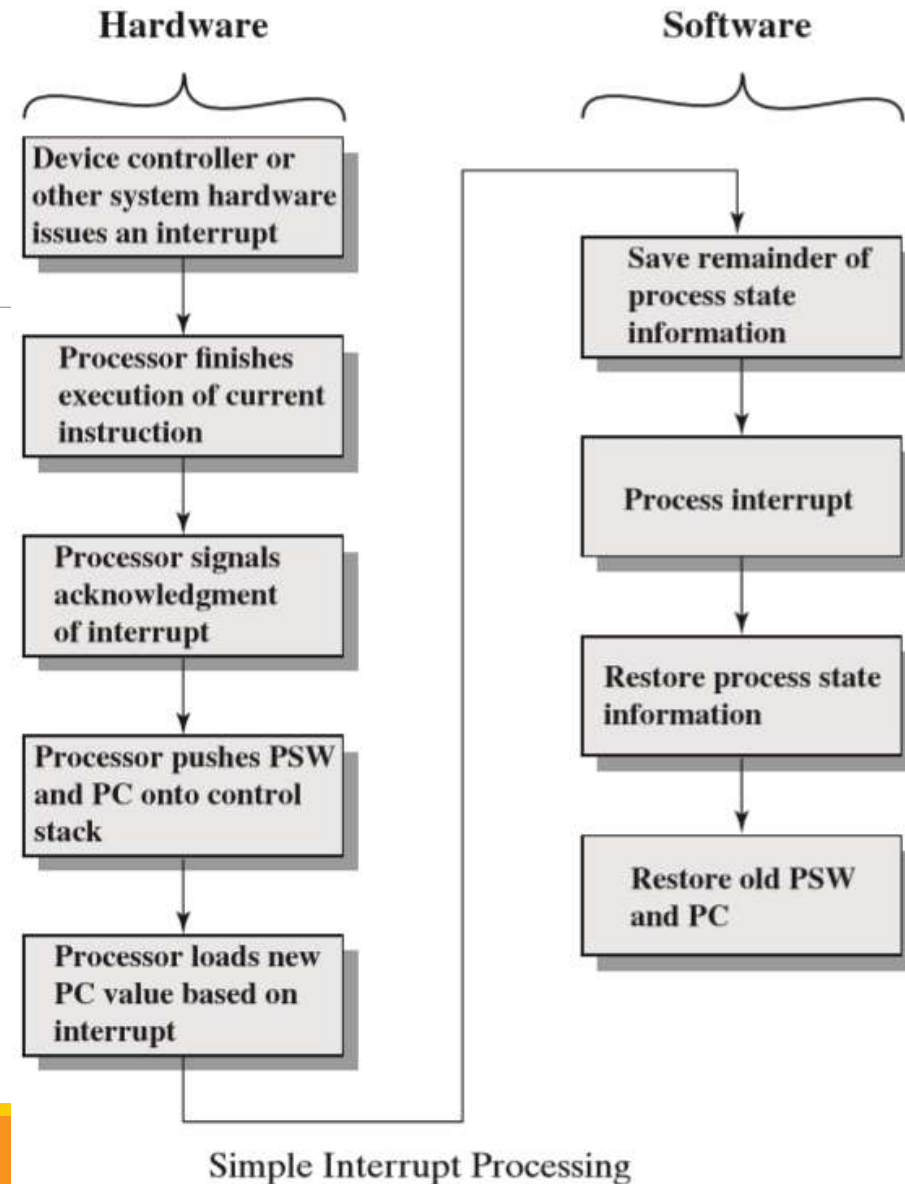 Hardware
Device controller or
other system hardware
issues an interrupt
Processor finishes
execution of current
instruction
Processor signals
acknowledgment
of interrupt
Processor pushes PSW
and PC onto control
stack
Processor loads new
PC value based on
interrupt
Software
Save remainder of
process state
information
Process interrupt
Restore process state
information
Restore old PSW
and PC
Simple Interrupt Processing